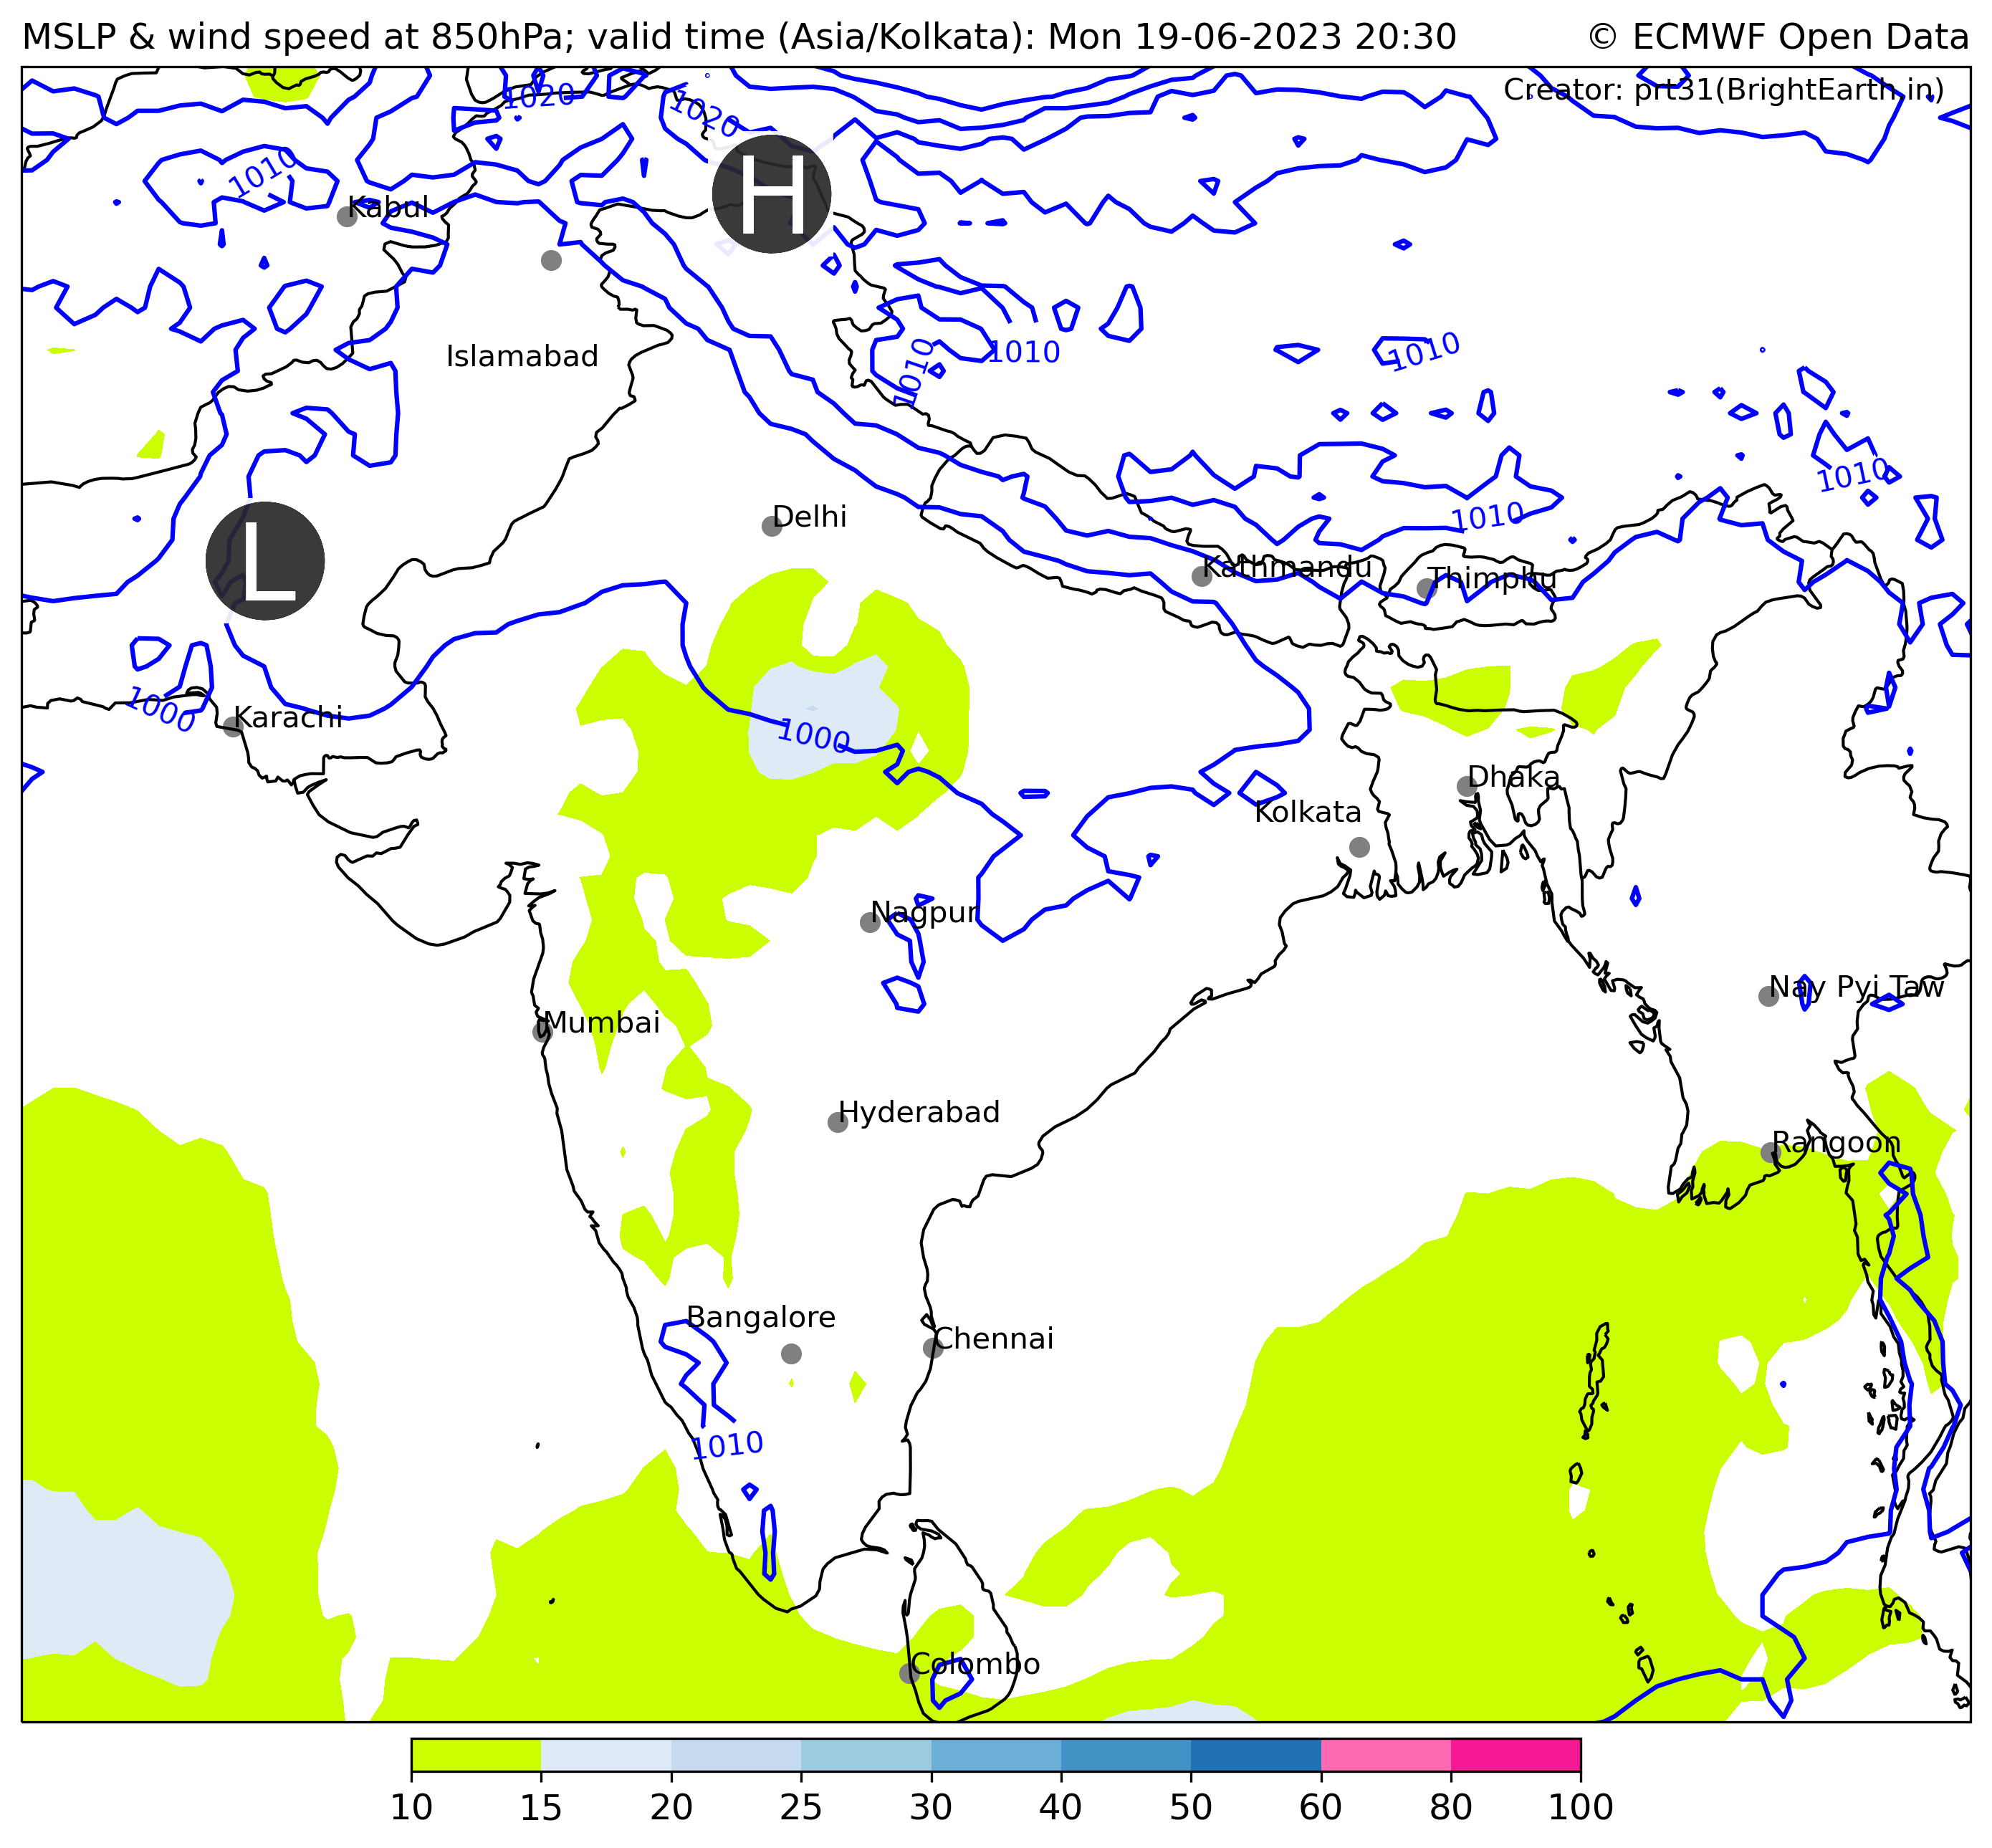 MSLP & wind speed at 850hPa; valid time (Asia/Kolkata): Mon 19-06-2023 20:30
© ECMWF Open Data
Creator: prt31(BrightEarth.in)
1020
1020
H
1010
Kabul
Islamabad
1010
1010
1010
1010
1010
Delhi
L
Kathmandu
Thimphu
1000
Karachi
1000
Dhaka
Kolkata
Nagpur
Nay Pyi Taw
Mumbai
Hyderabad
Rangoon
Bangalore
Chennai
1010
Colombo
10 15 20 25 30 40 50 60 80 100